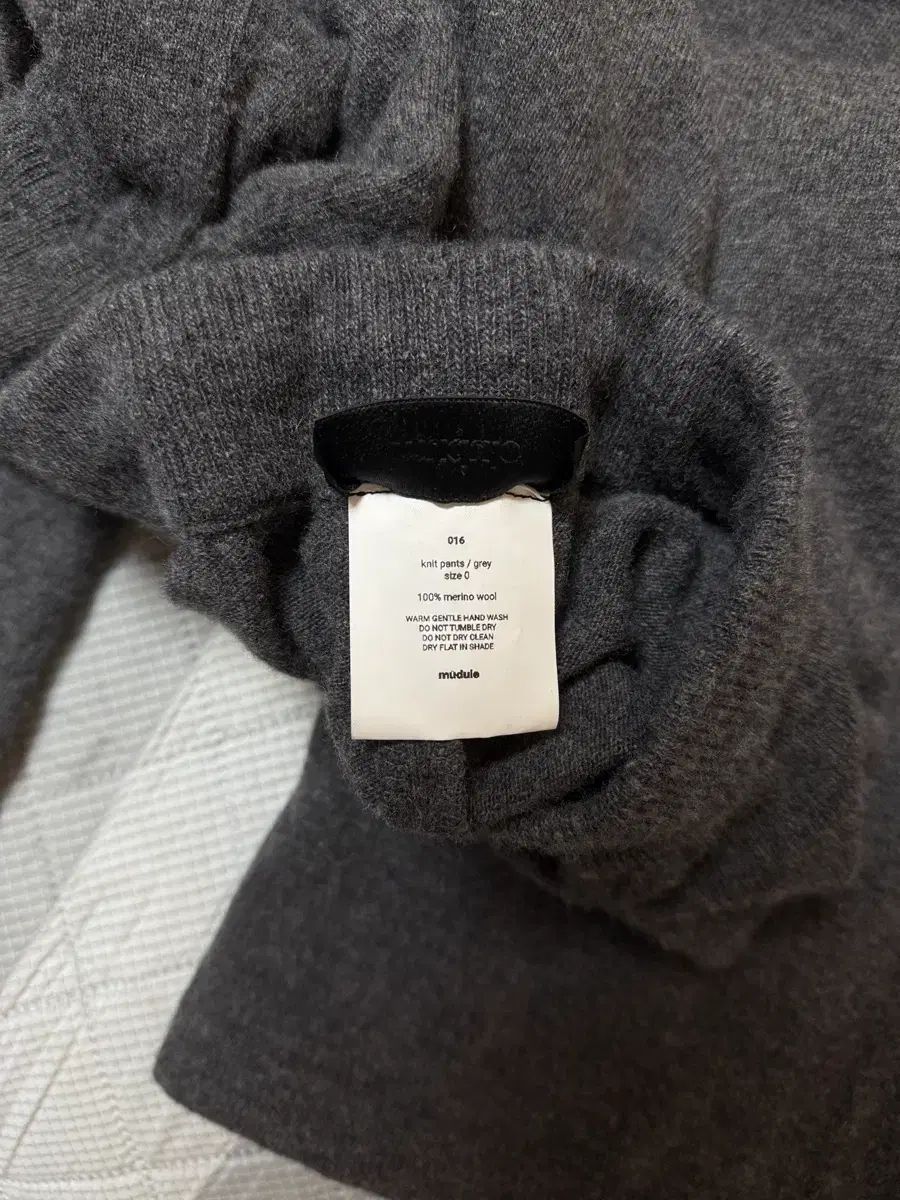 016
knit pants / grey
size 0
100% merino wool
WARM GENTLE HAND WASH
DO NOT TUMBLE DRY
DO NOT DRY CLEAN
DRY FLAT IN SHADE
mudule